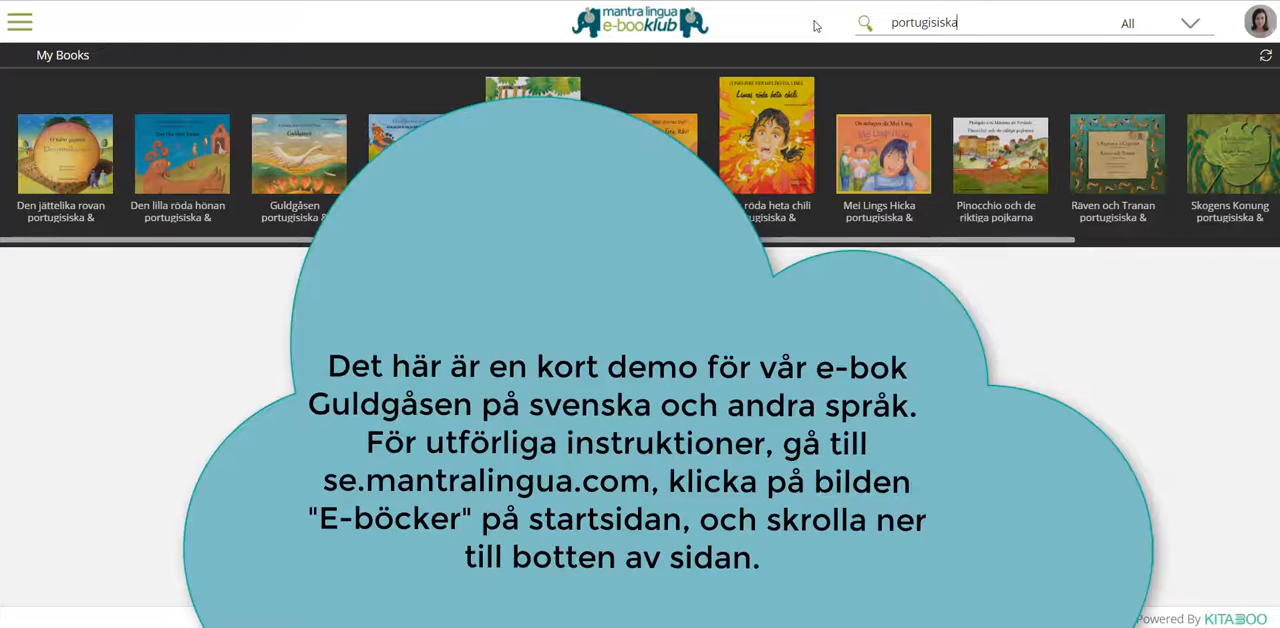 mantra lingua
e-booklub
portugisiska
All
My Books
Den jättelika rovan
portugisiska &
Den lilla röda hönan
portugisiska &
Guldgåsen
portugisiska &
röda heta chili
portugisiska &
Mei Lings Hicka
portugisiska &
Pinocchio och de
riktiga pojkarna
Räven och Tranan
portugisiska &
Skogens Konung
portugisiska &
Guldgåsen
Linas röda heta chili
Det här är en kort demo för vår e-bok
Guldgåsen på svenska och andra språk.
För utförliga instruktioner, gå till
se.mantralingua.com, klicka på bilden
"E-böcker" på startsidan, och skrolla ner
till botten av sidan.
Powered By KITABOO